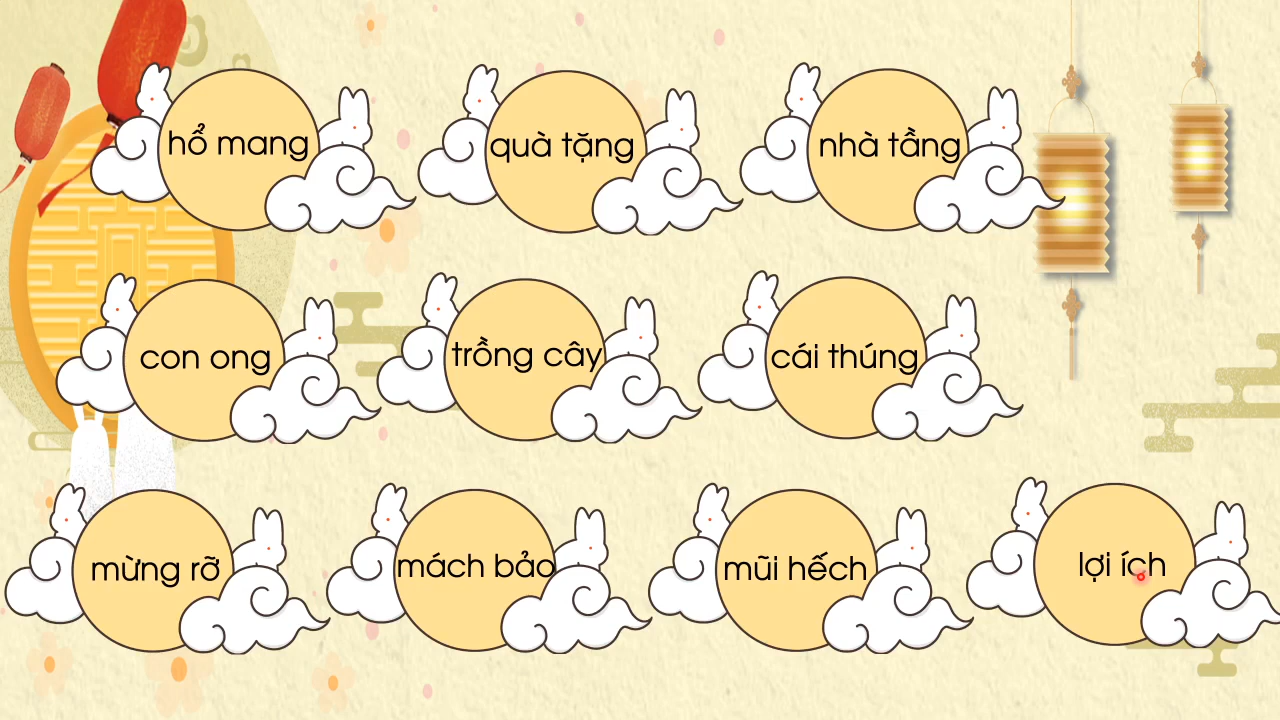 hổ mang
quà tặng
nhà tầng
con ong
trồng cây
cái thúng
mừng rỡ
mách bảo
mũi hếch
lợi ích